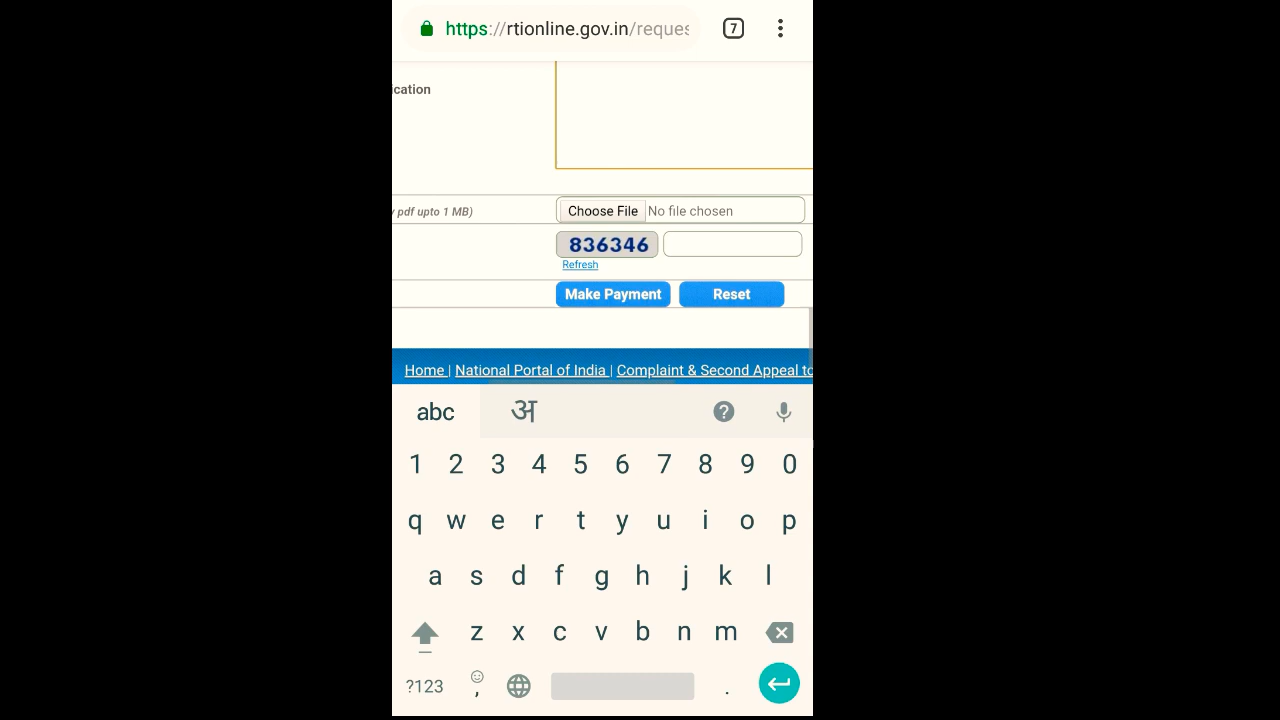 https://rtionline.gov.in/reques 7
ication
pdf upto 1 MB) Choose File No file chosen
836346
Refresh
Make Payment Reset
Home | National Portal of India | Complaint & Second Appeal to
abc अ ?
1 2 3 4 5 6 7 8 9 0
q w e r t y u i o p
a s d f g h j k l
z x c v b n m
?123 , .